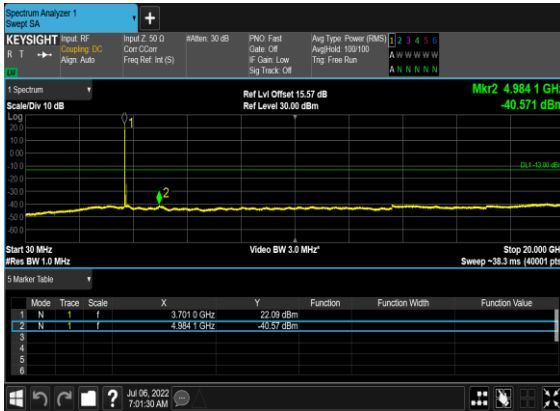 Spectrum Analyzer 1
Swept SA
+
KEYSIGHT
R T
Input: RF
Coupling: DC
Align: Auto
Input Z: 50 Ω
Corr CCorr
Freq Ref: Int (S)
#Atten: 30 dB
PNO: Fast
Gate: Off
IF Gain: Low
Sig Track: Off
Avg Type: Power (RMS)
Avg|Hold: 100/100
Trig: Free Run
1 2 3 4 5 6
A W W W W W
A N N N N N
1 Spectrum
Scale/Div 10 dB
Ref Lvl Offset 15.57 dB
Ref Level 30.00 dBm
Mkr2 4.984 1 GHz
-40.571 dBm
Log
20.0
10.0
0.00
-10.0
-20.0
-30.0
-40.0
-50.0
-60.0
1
2
DL1 -13.00 dBm
Start 30 MHz
#Res BW 1.0 MHz
Video BW 3.0 MHz*
Stop 20.000 GH
Sweep ~38.3 ms (40001 pts
5 Marker Table
Mode Trace Scale X Y Function Function Width Function Value
1 N 1 f 3.701 0 GHz 22.09 dBm
2 N 1 f 4.984 1 GHz -40.57 dBm
3
4
5
6
?
Jul 06, 2022
7:01:30 AM